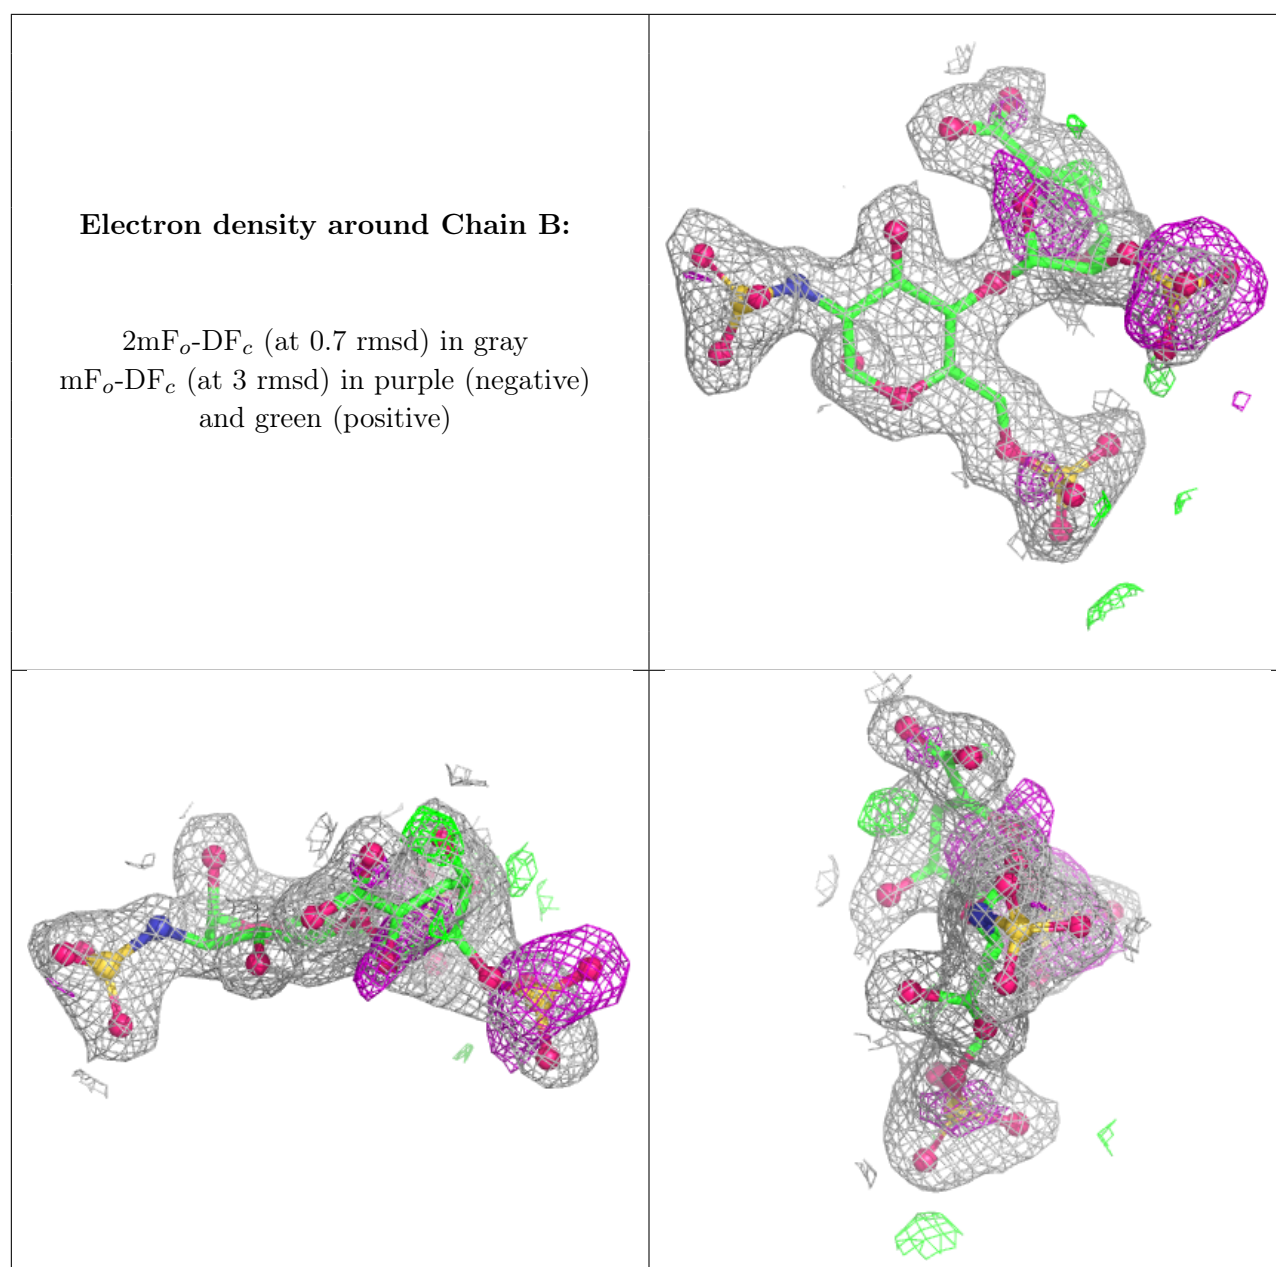 Electron density around Chain B:
2mFo-DFc (at 0.7 rmsd) in gray
mFo-DFc (at 3 rmsd) in purple (negative)
and green (positive)